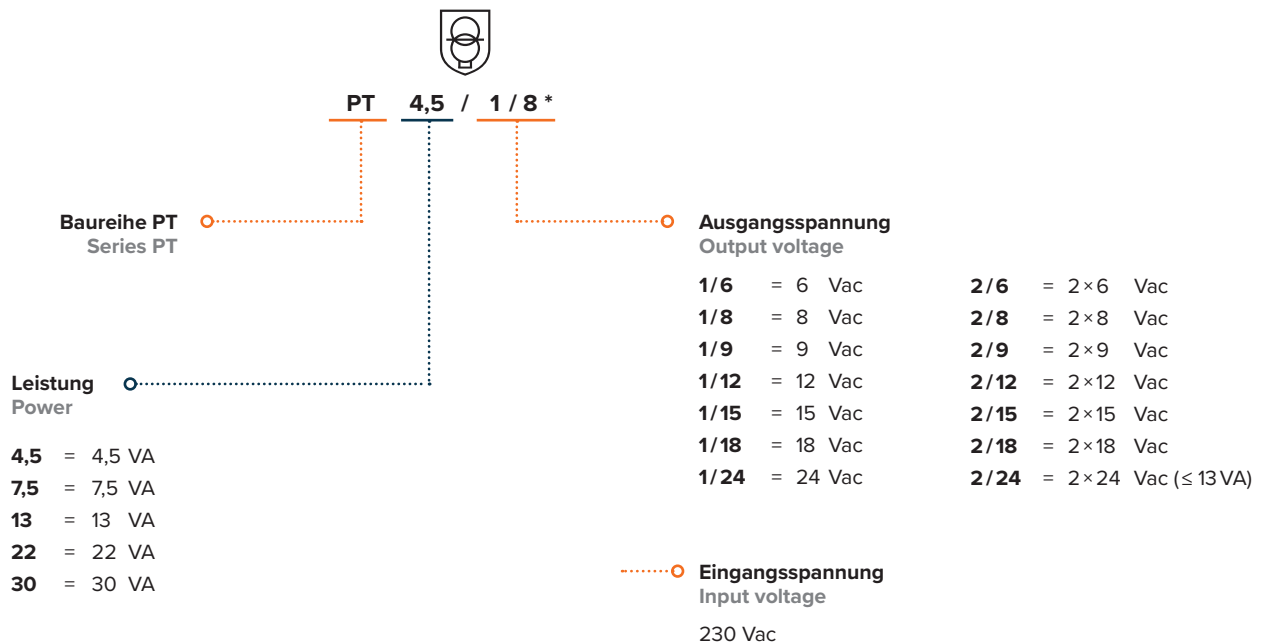 PT 4,5 / 1 / 8 *
Baureihe PT
Series PT
Ausgangsspannung
Output voltage
1/6 = 6 Vac
1/8 = 8 Vac
1/9 = 9 Vac
1/12 = 12 Vac
1/15 = 15 Vac
1/18 = 18 Vac
1/24 = 24 Vac
2/6 = 2×6 Vac
2/8 = 2×8 Vac
2/9 = 2×9 Vac
2/12 = 2×12 Vac
2/15 = 2×15 Vac
2/18 = 2×18 Vac
2/24 = 2×24 Vac (≤ 13 VA)
Leistung
Power
4,5 = 4,5 VA
7,5 = 7,5 VA
13 = 13 VA
22 = 22 VA
30 = 30 VA
Eingangsspannung
Input voltage
230 Vac